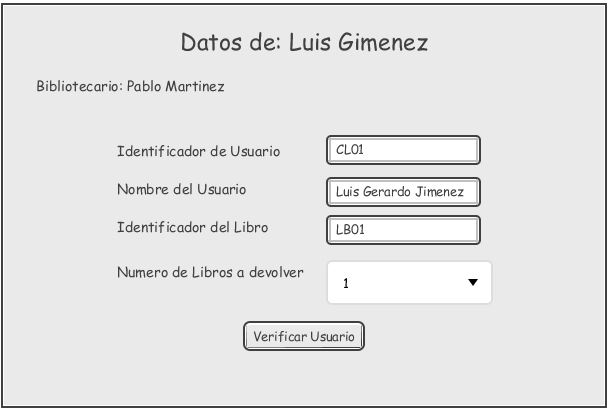 Datos de: Luis Gimenez
Bibliotecario: Pablo Martinez
Identificador de Usuario CL01
Nombre del Usuario Luis Gerardo Jimenez
Identificador del Libro LB01
Numero de Libros a devolver 1
Verificar Usuario